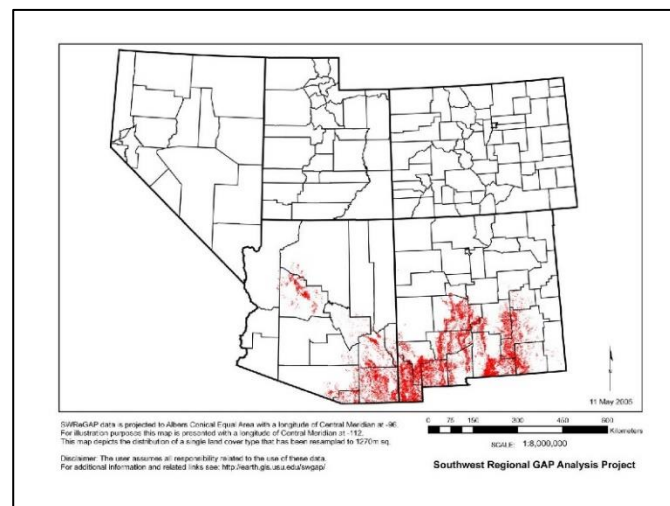 11 May 2005
SWReGAP data is projected to Albers Conical Equal Area with a longitude of Central Meridian at -96.
For illustration purposes this map is presented with a longitude of Central Meridian at -112.
This map depicts the distribution of a single land cover type that has been resampled to 1270m sq.
Disclaimer: The user assumes all responsibility related to the use of these data.
For additional information and related links see: http://earth.gis.usu.edu/swgap/
0 75 150 300 450 600
Kilometers
SCALE: 1:8,000,000
Southwest Regional GAP Analysis Project